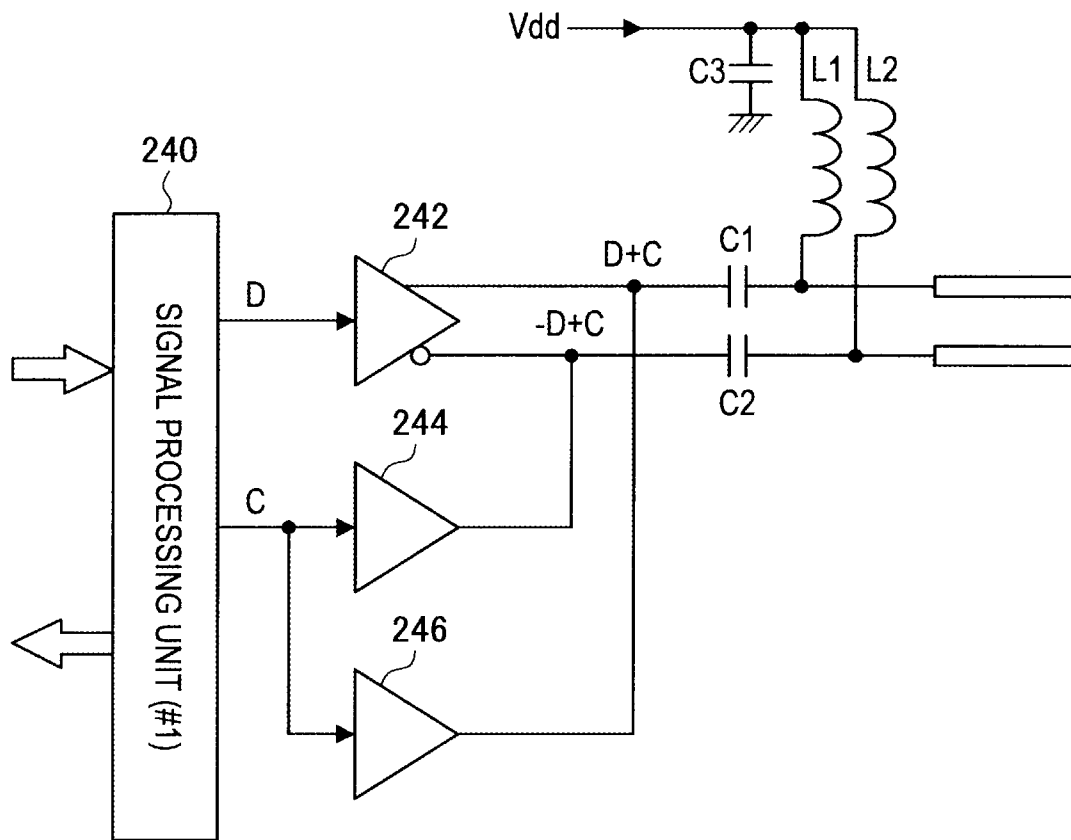 Vdd
C3
L1
L2
240
242
D+C
C1
D
-D+C
C2
SIGNAL PROCESSING UNIT (#1)
244
C
246